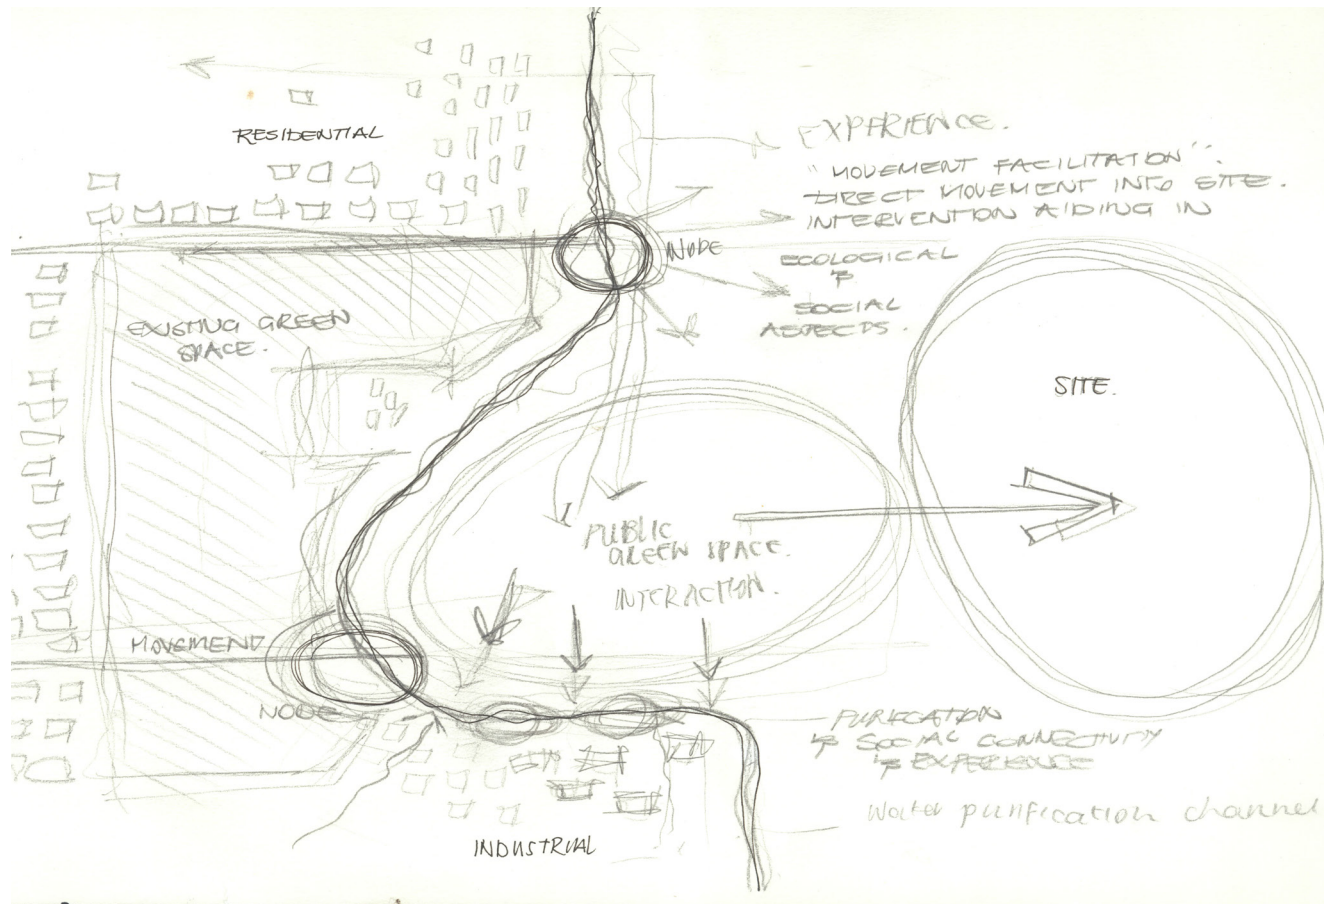 RESIDENTIAL
EXPERIENCE.
"MOVEMENT FACILITATION".
DIRECT MOVEMENT INTO SITE.
INTERVENTION AIDING IN
ECOLOGICAL
&
SOCIAL
ASPECTS.
NODE
EXISTING GREEN
SPACE.
SITE.
PUBLIC
GREEN SPACE.
INTERACTION.
MOVEMENT
NODE
PURIFICATION
& SOCIAL CONNECTIVITY
& EXPERIENCE
Water purification channel
INDUSTRIAL